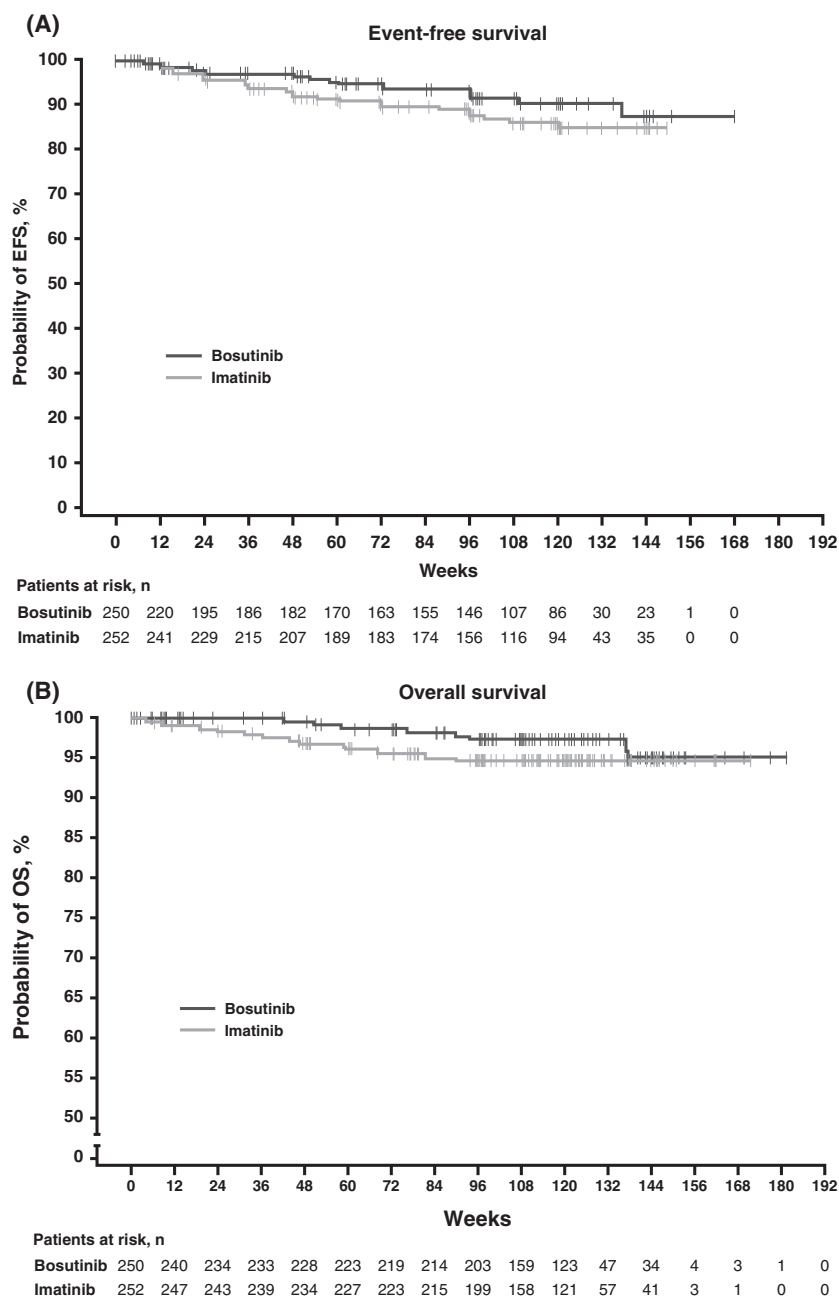 (A)
Event-free survival
100
90
80
70
60
50
40
30
20
10
0
Probability of EFS, %
Bosutinib
Imatinib
0 12 24 36 48 60 72 84 96 108 120 132 144 156 168 180 192
Weeks
Patients at risk, n
Bosutinib 250 220 195 186 182 170 163 155 146 107 86 30 23 1 0
Imatinib 252 241 229 215 207 189 183 174 156 116 94 43 35 0 0
(B)
Overall survival
100
95
90
85
80
75
70
65
60
55
50
0
Probability of OS, %
Bosutinib
Imatinib
0 12 24 36 48 60 72 84 96 108 120 132 144 156 168 180 192
Weeks
Patients at risk, n
Bosutinib 250 240 234 233 228 223 219 214 203 159 123 47 34 4 3 1 0
Imatinib 252 247 243 239 234 227 223 215 199 158 121 57 41 3 1 0 0